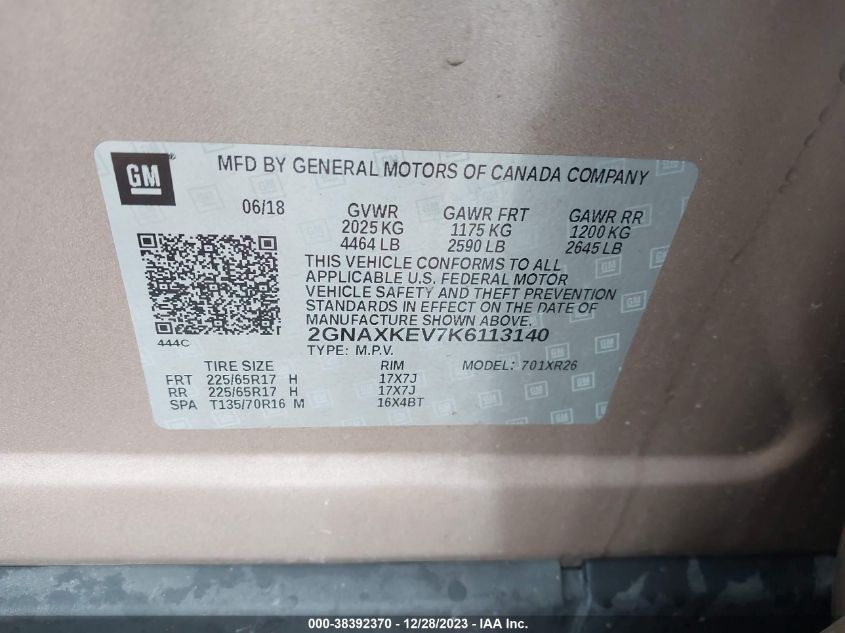 GM ®
MFD BY GENERAL MOTORS OF CANADA COMPANY
06/18 GVWR GAWR FRT GAWR RR
2025 KG 1175 KG 1200 KG
4464 LB 2590 LB 2645 LB
THIS VEHICLE CONFORMS TO ALL
APPLICABLE U.S. FEDERAL MOTOR
VEHICLE SAFETY AND THEFT PREVENTION
STANDARDS IN EFFECT ON THE DATE OF
MANUFACTURE SHOWN ABOVE.
444C 2GNAXKEV7K6113140
TYPE: M.P.V. MODEL: 701XR26
TIRE SIZE RIM
FRT 225/65R17 H 17X7J
RR 225/65R17 H 17X7J
SPA T135/70R16 M 16X4BT
000-38392370 - 12/28/2023 - IAA Inc.